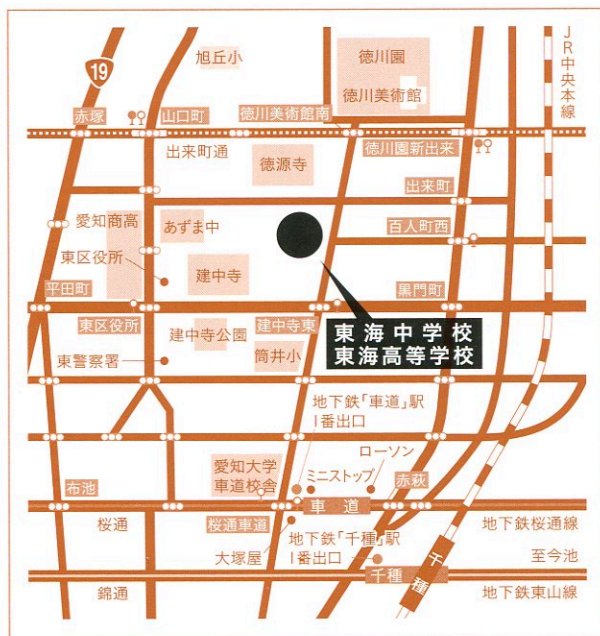 JR中央本線
19
旭丘小
徳川園
徳川美術館
赤塚
山口町
徳川美術館南
出来町通
徳源寺
徳川園新出来
出来町
愛知商高
あずま中
百人町西
東区役所
建中寺
平田町
黒門町
東区役所
建中寺公園
建中寺東
東海中学校
東海高等学校
東警察署
筒井小
地下鉄「車道」駅
1番出口
愛知大学
車道校舎
ローソン
ミニストップ
布池
赤萩
車道
桜通
桜通車道
地下鉄桜通線
大塚屋
地下鉄「千種」駅
1番出口
千種
至今池
千種
錦通
地下鉄東山線